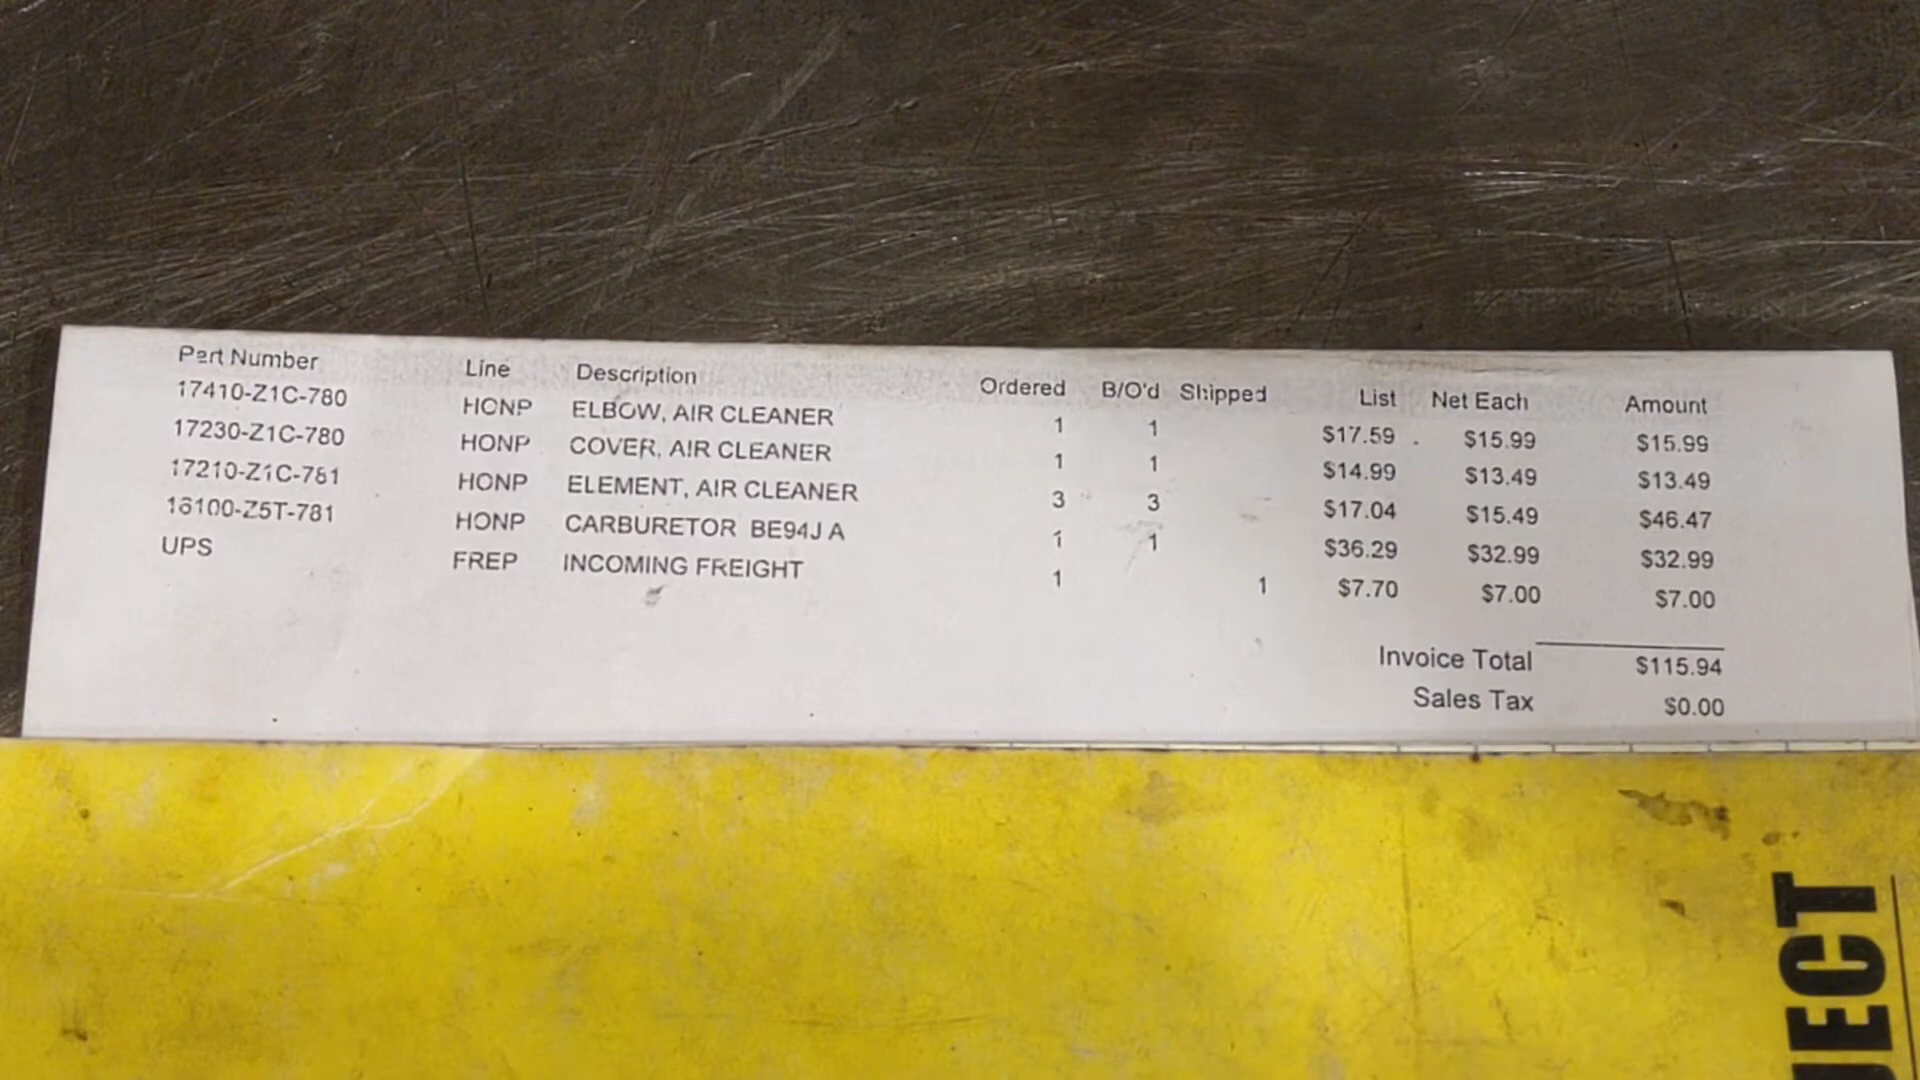 Part Number Line Description Ordered B/O'd Shipped List Net Each Amount
17410-Z1C-780 HONP ELBOW, AIR CLEANER 1 1 $17.59 $15.99 $15.99
17230-Z1C-780 HONP COVER, AIR CLEANER 1 1 $14.99 $13.49 $13.49
17210-Z1C-781 HONP ELEMENT, AIR CLEANER 3 3 $17.04 $15.49 $46.47
16100-Z5T-781 HONP CARBURETOR BE94J A 1 1 $36.29 $32.99 $32.99
UPS FREP INCOMING FREIGHT 1 1 $7.70 $7.00 $7.00
Invoice Total $115.94
Sales Tax $0.00